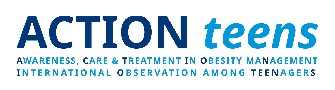 ACTION teens
AWARENESS, CARE & TREATMENT IN OBESITY MANAGEMENT
INTERNATIONAL OBSERVATION AMONG TEENAGERS